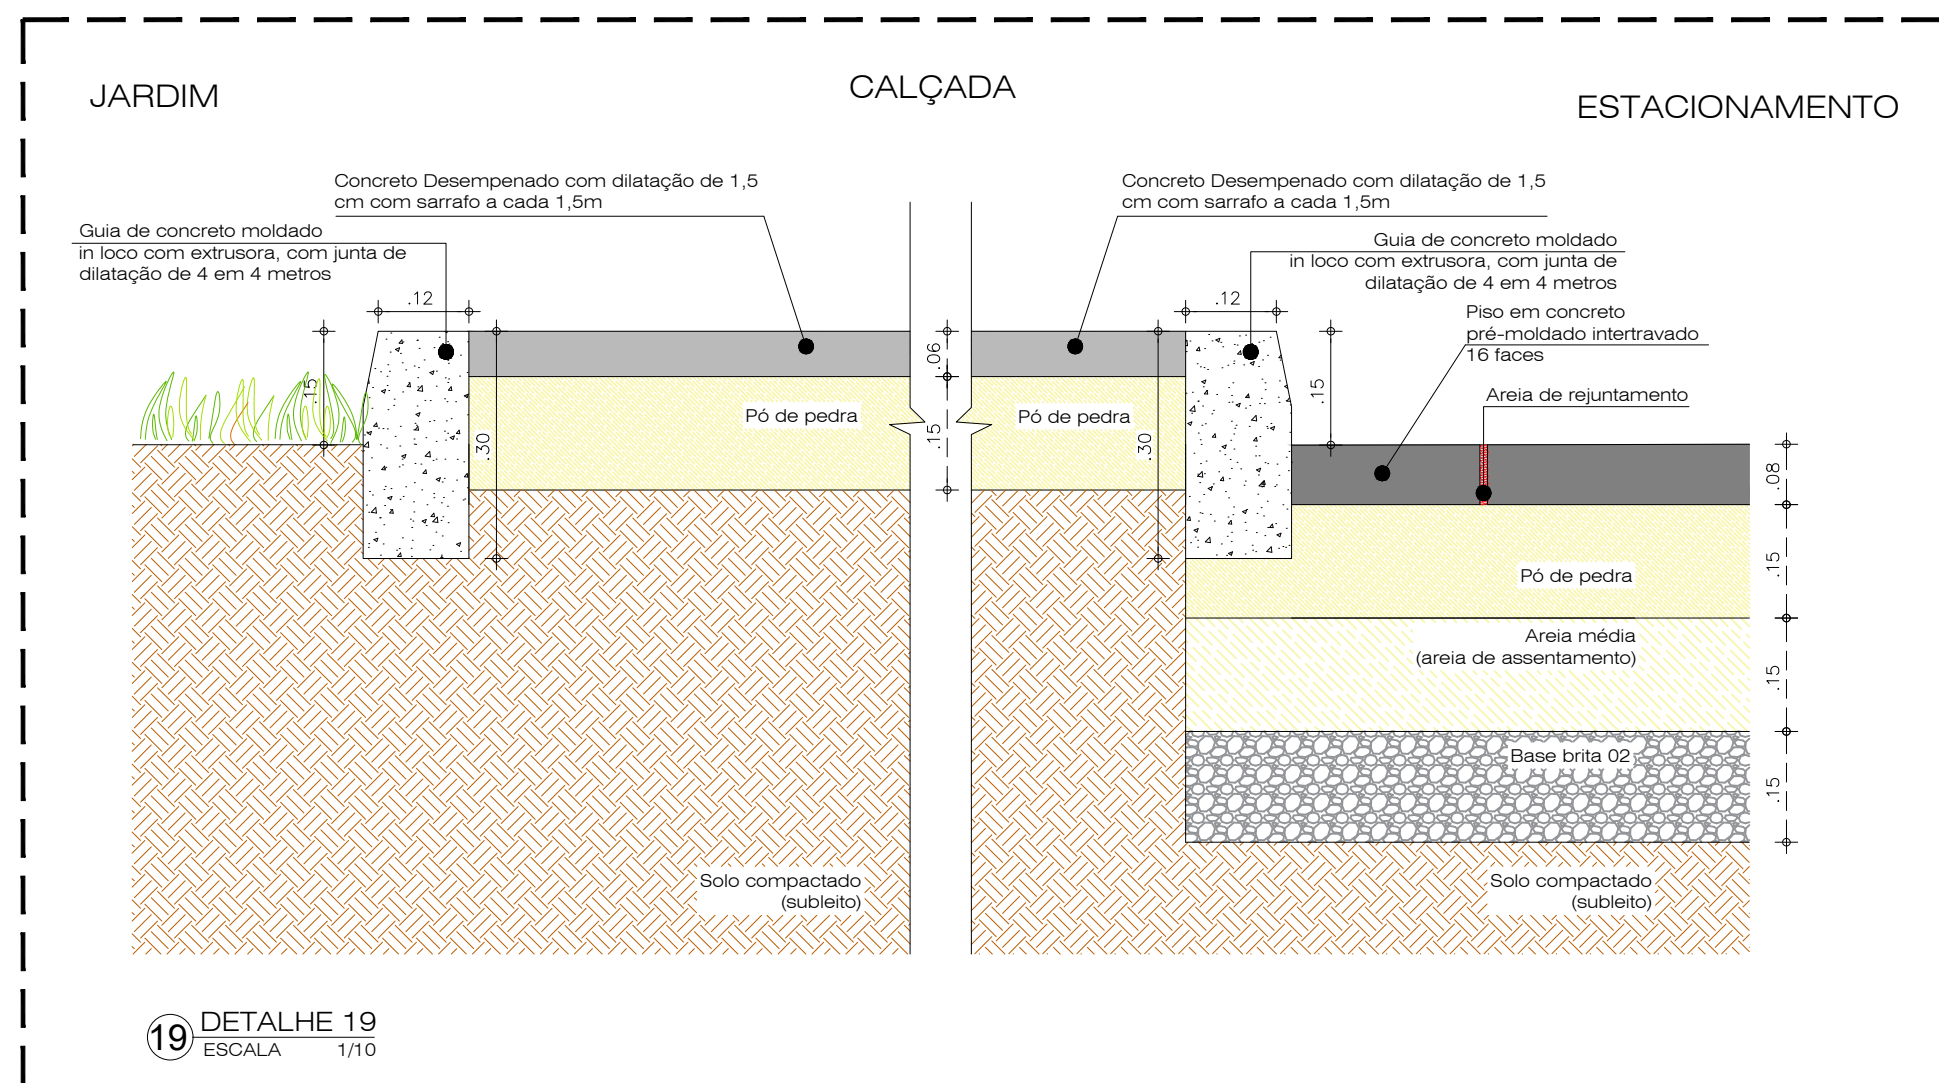 JARDIM
CALÇADA
ESTACIONAMENTO
Concreto Desempenado com dilatação de 1,5
cm com sarrafo a cada 1,5m
Concreto Desempenado com dilatação de 1,5
cm com sarrafo a cada 1,5m
Guia de concreto moldado
in loco com extrusora, com junta de
dilatação de 4 em 4 metros
Guia de concreto moldado
in loco com extrusora, com junta de
dilatação de 4 em 4 metros
Piso em concreto
pré-moldado intertravado
16 faces
Areia de rejuntamento
.12
.12
.15
.30
.06
.15
.30
.15
.08
.15
.15
.15
Pó de pedra
Pó de pedra
Pó de pedra
Areia média
(areia de assentamento)
Base brita 02
Solo compactado
(subleito)
Solo compactado
(subleito)
19
DETALHE 19
ESCALA 1/10